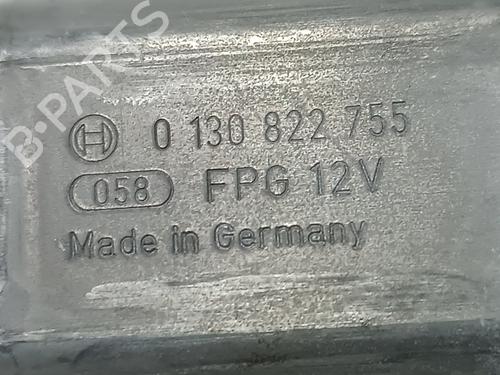 B-PARTS
0 130 822 755
058 FPG 12V
Made in Germany